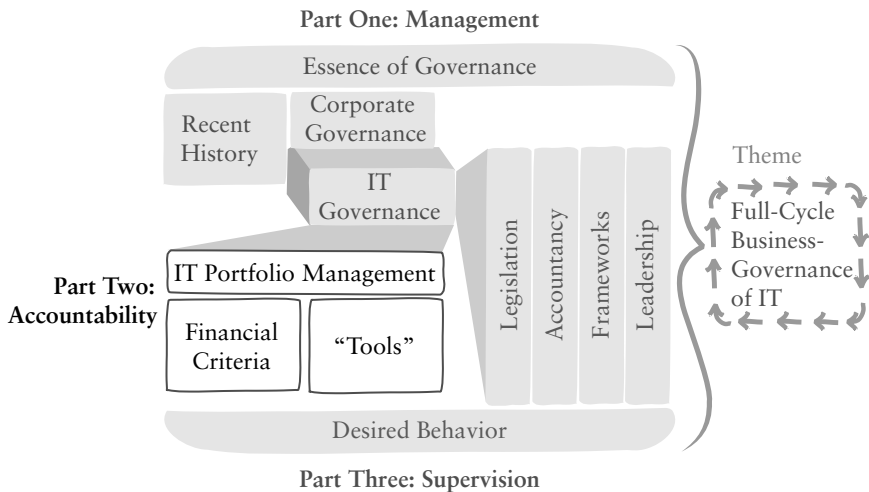 Part One: Management
Essence of Governance
Recent
History
Corporate
Governance
IT
Governance
Legislation
Accountancy
Frameworks
Leadership
Theme
Full-Cycle
Business-
Governance
of IT
Part Two:
Accountability
IT Portfolio Management
Financial
Criteria
“Tools”
Desired Behavior
Part Three: Supervision